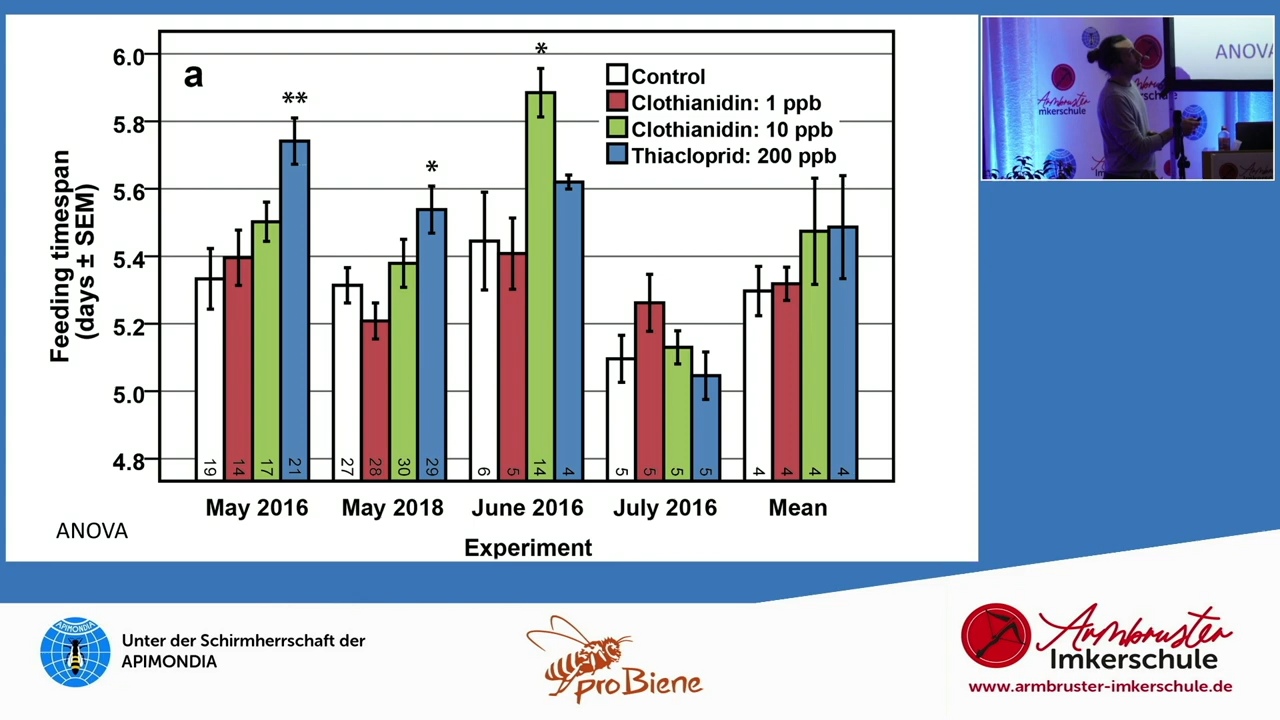 a
**
*
*
Control
Clothianidin: 1 ppb
Clothianidin: 10 ppb
Thiacloprid: 200 ppb
Feeding timespan
(days ± SEM)
6.0
5.8
5.6
5.4
5.2
5.0
4.8
19 14 17 21
27 28 30 29
6 5 14 4
5 5 5 5
4 4 4 4
May 2016 May 2018 June 2016 July 2016 Mean
Experiment
ANOVA
ANOVA
Armbruster
Imkerschule
APIMONDIA
Unter der Schirmherrschaft der
APIMONDIA
proBiene
Armbruster
Imkerschule
www.armbruster-imkerschule.de